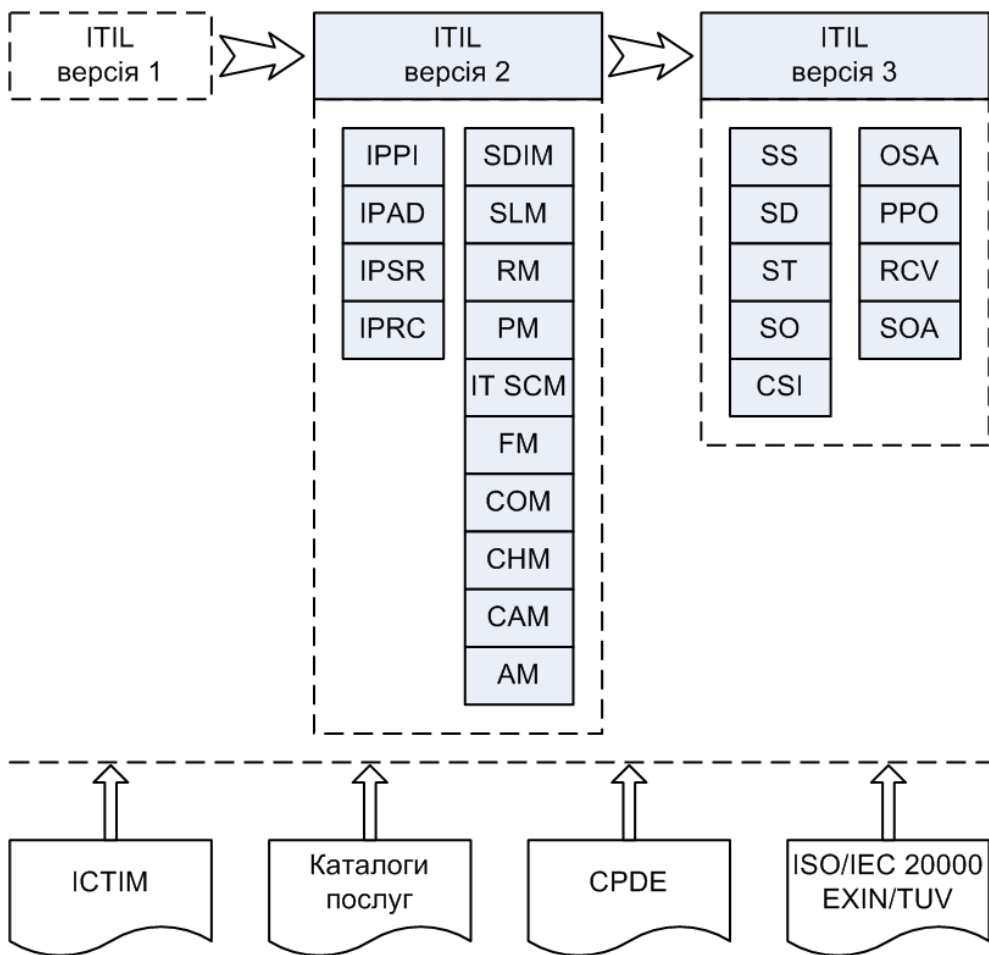 ITIL
версія 1
ITIL
версія 2
ITIL
версія 3
IPPI
IPAD
IPSR
IPRC
SDIM
SLM
RM
PM
IT SCM
FM
COM
CHM
CAM
AM
SS
SD
ST
SO
CSI
OSA
PPO
RCV
SOA
ICTIM
Каталоги
послуг
CPDE
ISO/IEC 20000
EXIN/TUV